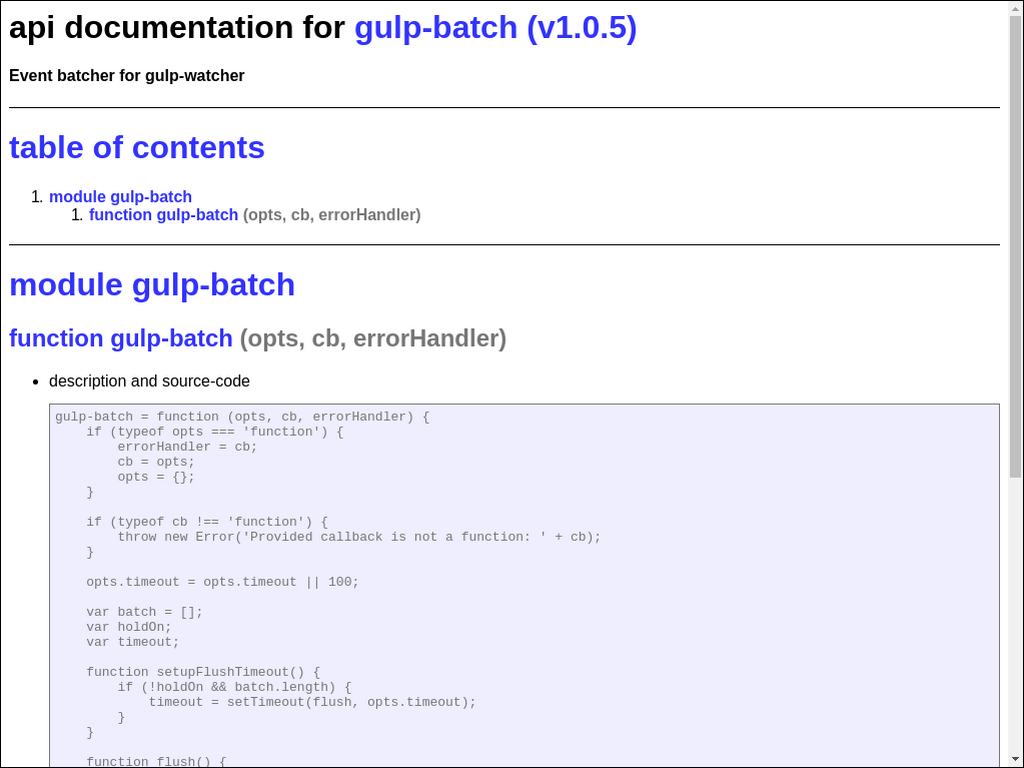 api documentation for gulp-batch (v1.0.5)
Event batcher for gulp-watcher
table of contents
1. module gulp-batch
1. function gulp-batch (opts, cb, errorHandler)
module gulp-batch
function gulp-batch (opts, cb, errorHandler)
• description and source-code
gulp-batch = function (opts, cb, errorHandler) {
    if (typeof opts === 'function') {
        errorHandler = cb;
        cb = opts;
        opts = {};
    }
    if (typeof cb !== 'function') {
        throw new Error('Provided callback is not a function: ' + cb);
    }
    opts.timeout = opts.timeout || 100;
    var batch = [];
    var holdOn;
    var timeout;
    function setupFlushTimeout() {
        if (!holdOn && batch.length) {
            timeout = setTimeout(flush, opts.timeout);
        }
    }
    function flush() {